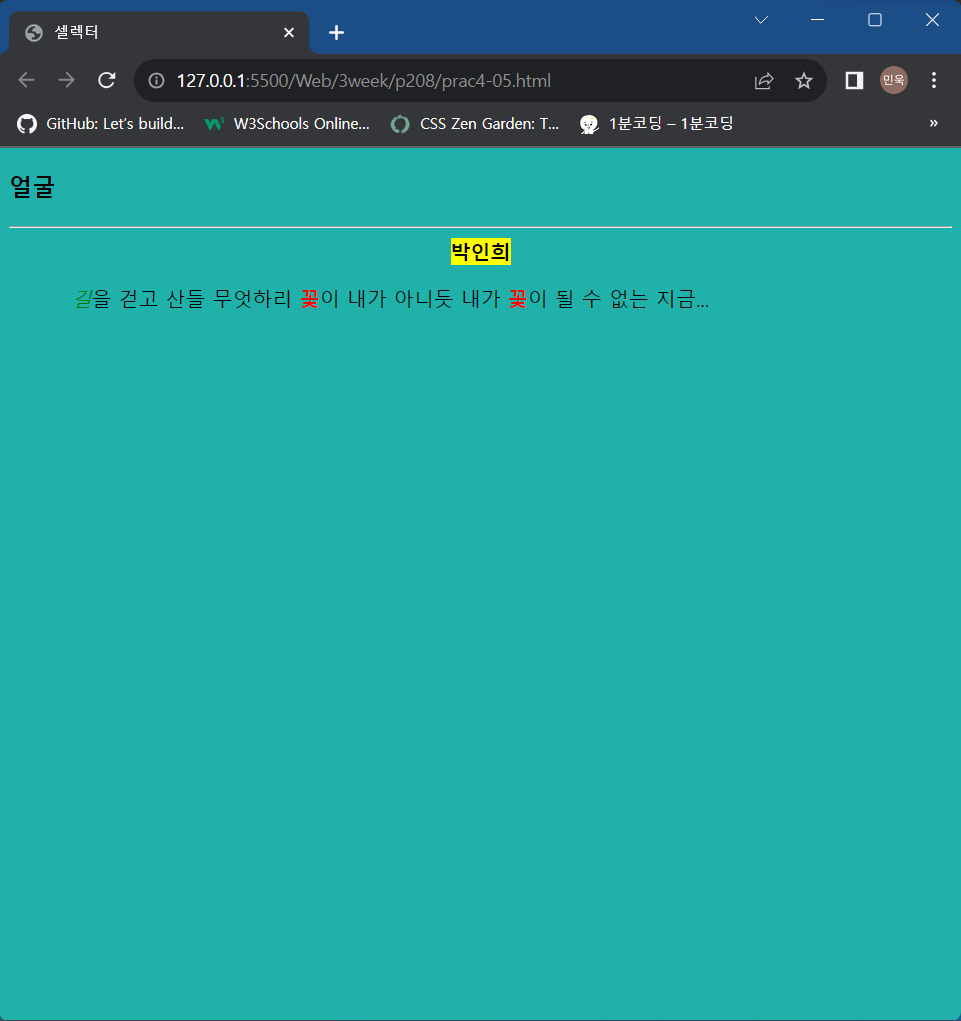 셀렉터
127.0.0.1:5500/Web/3week/p208/prac4-05.html
민욱
GitHub: Let's build...
W3Schools Online...
CSS Zen Garden: T...
1분코딩 – 1분코딩
»
얼굴
박인희
길을 걷고 산들 무엇하리 꽃이 내가 아니듯 내가 꽃이 될 수 없는 지금...